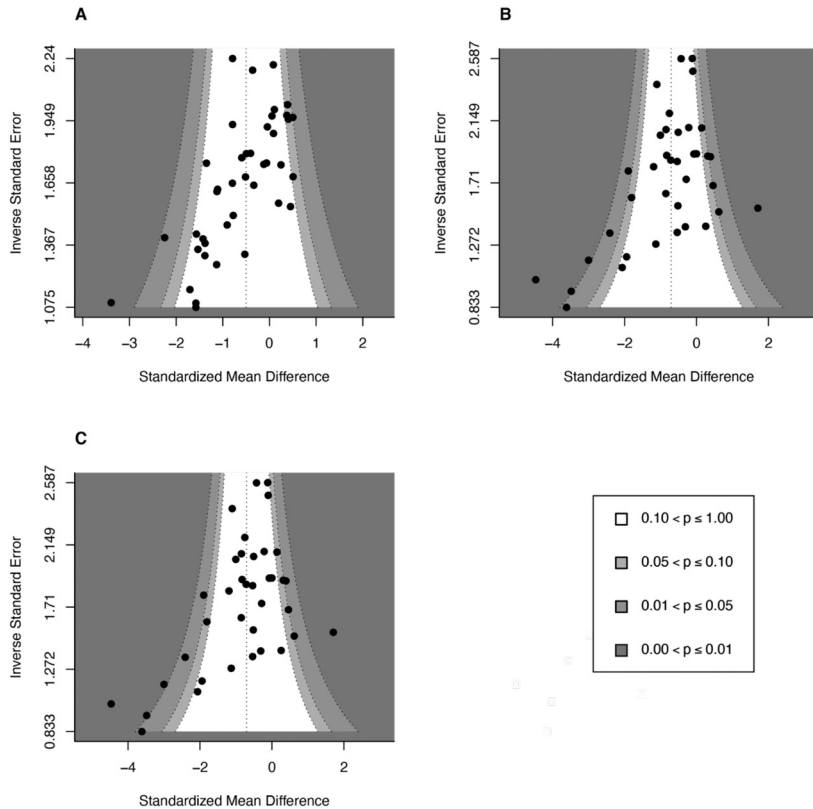 A
Inverse Standard Error
2.24
1.949
1.658
1.367
1.075
−4 −3 −2 −1 0 1 2
Standardized Mean Difference
B
Inverse Standard Error
2.587
2.149
1.71
1.272
0.833
−4 −2 0 2
Standardized Mean Difference
C
Inverse Standard Error
2.587
2.149
1.71
1.272
0.833
−4 −2 0 2
Standardized Mean Difference
0.10 < p ≤ 1.00
0.05 < p ≤ 0.10
0.01 < p ≤ 0.05
0.00 < p ≤ 0.01